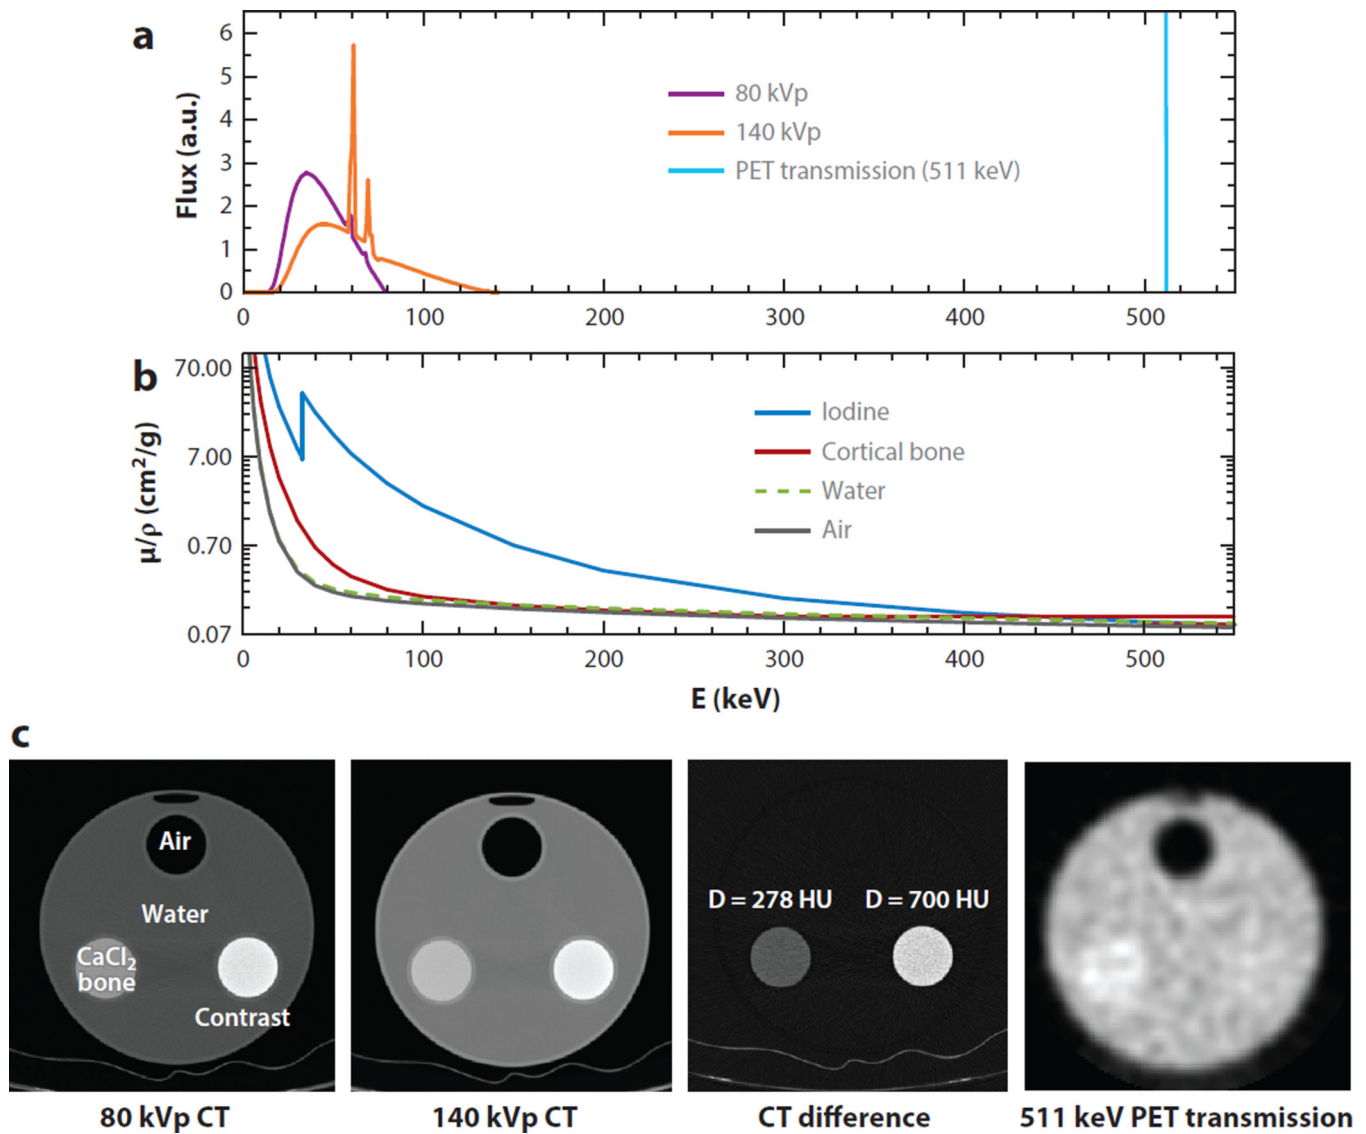 a
Flux (a.u.)
6
5
4
3
2
1
0
80 kVp
140 kVp
PET transmission (511 keV)
0 100 200 300 400 500
b
μ/ρ (cm²/g)
70.00
7.00
0.70
0.07
Iodine
Cortical bone
Water
Air
0 100 200 300 400 500
E (keV)
c
Air
Water
CaCl₂
bone
Contrast
D = 278 HU D = 700 HU
80 kVp CT
140 kVp CT
CT difference
511 keV PET transmission